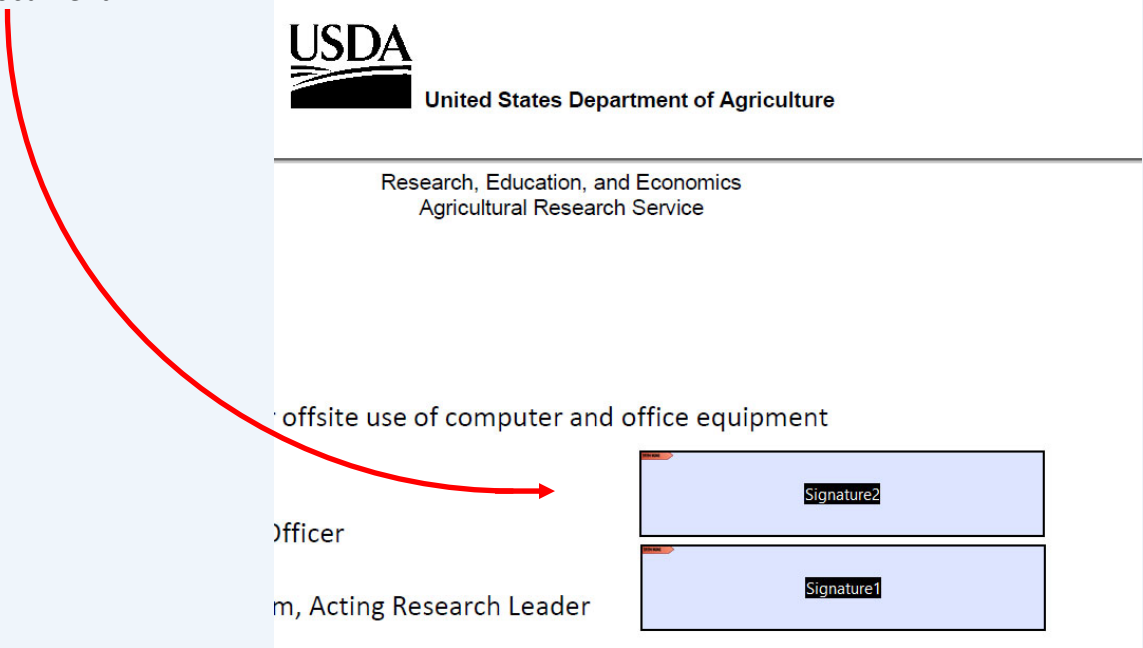 USDA
United States Department of Agriculture
Research, Education, and Economics
Agricultural Research Service
offsite use of computer and office equipment
Signature2
Officer
Signature1
m, Acting Research Leader